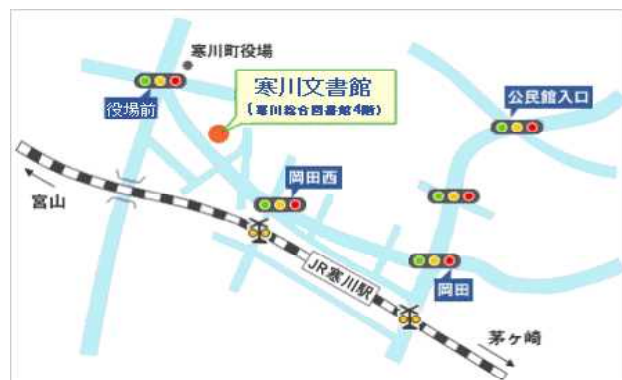 寒川町役場
寒川文書館
(寒川総合図書館4階)
役場前
公民館入口
岡田西
宮山
JR寒川駅
岡田
茅ヶ崎